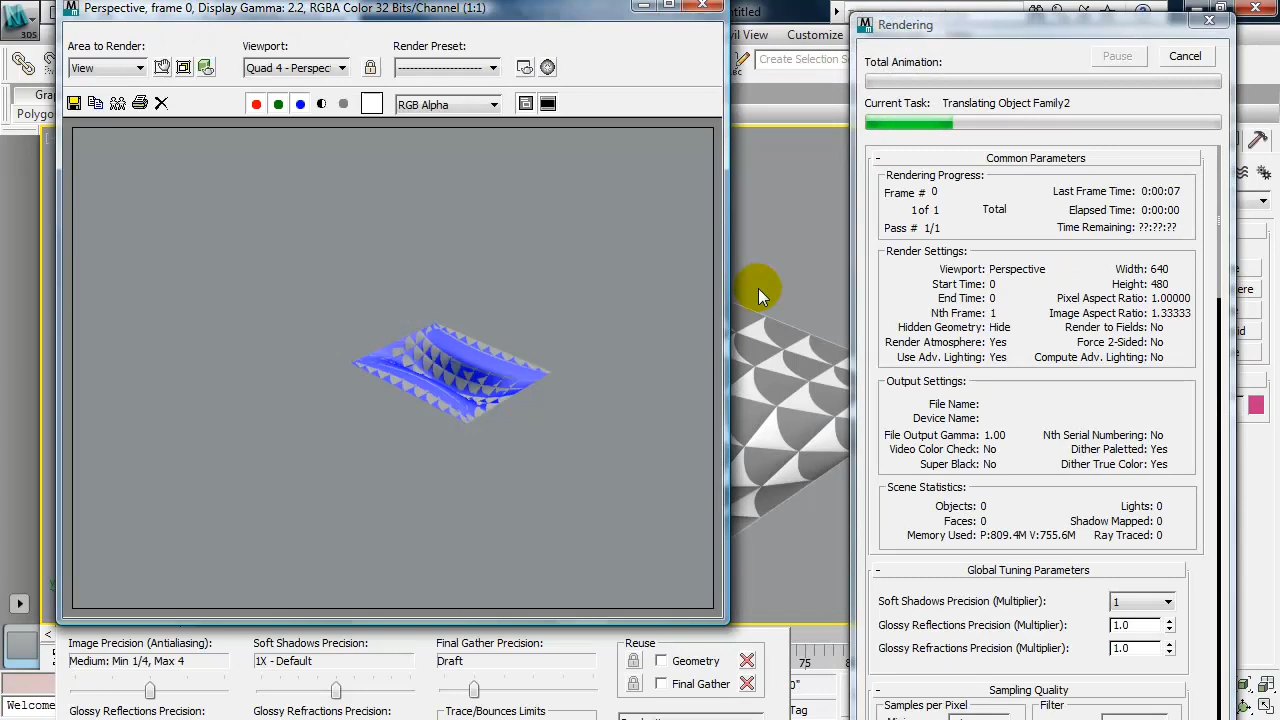 Perspective, frame 0, Display Gamma: 2.2, RGBA Color 32 Bits/Channel (1:1)
Area to Render:
Viewport:
Render Preset:
View
Quad 4 - Perspect
--------------------------
RGB Alpha
3DS
Untitled
Civil View
Customize
Create Selection Se
ABC
Polygo
Rendering
Total Animation:
Pause
Cancel
Current Task: Translating Object Family2
- Common Parameters
Rendering Progress:
Frame # 0
Last Frame Time: 0:00:07
1 of 1 Total
Elapsed Time: 0:00:00
Pass # 1/1
Time Remaining: ??:??:??
Render Settings:
Viewport: Perspective
Width: 640
Start Time: 0
Height: 480
End Time: 0
Pixel Aspect Ratio: 1.00000
Nth Frame: 1
Image Aspect Ratio: 1.33333
Hidden Geometry: Hide
Render to Fields: No
Render Atmosphere: Yes
Force 2-Sided: No
Use Adv. Lighting: Yes
Compute Adv. Lighting: No
Output Settings:
File Name:
Device Name:
File Output Gamma: 1.00
Nth Serial Numbering: No
Video Color Check: No
Dither Paletted: Yes
Super Black: No
Dither True Color: Yes
Scene Statistics:
Objects: 0
Lights: 0
Faces: 0
Shadow Mapped: 0
Memory Used: P:809.4M V:755.6M
Ray Traced: 0
- Global Tuning Parameters
Soft Shadows Precision (Multiplier): 1
Glossy Reflections Precision (Multiplier): 1.0
Glossy Refractions Precision (Multiplier): 1.0
- Sampling Quality
Samples per Pixel
Filter
Image Precision (Antialiasing):
Medium: Min 1/4, Max 4
Soft Shadows Precision:
1X - Default
Final Gather Precision:
Draft
Reuse
Geometry
Final Gather
Glossy Reflections Precision:
Glossy Refractions Precision:
Trace/Bounces Limits
75
0"
Tag
Welcome